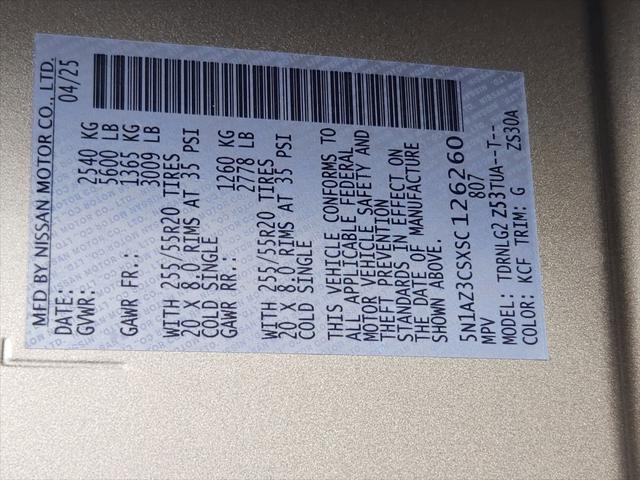 MFD BY NISSAN MOTOR CO., LTD.
DATE: 04/25
GVWR: 2540 KG
5600 LB
GAWR FR.: 1365 KG
3009 LB
WITH 255/55R20 TIRES
20 X 8.0 RIMS AT 35 PSI
COLD SINGLE
GAWR RR.: 1260 KG
2778 LB
WITH 255/55R20 TIRES
20 X 8.0 RIMS AT 35 PSI
COLD SINGLE
THIS VEHICLE CONFORMS TO
ALL APPLICABLE FEDERAL
MOTOR VEHICLE SAFETY AND
THEFT PREVENTION
STANDARDS IN EFFECT ON
THE DATE OF MANUFACTURE
SHOWN ABOVE.
5N1AZ3CSXSC126260
MPV 807
MODEL: TDRNLG2 Z53TUA--T--
COLOR: KCF TRIM: G ZS30A